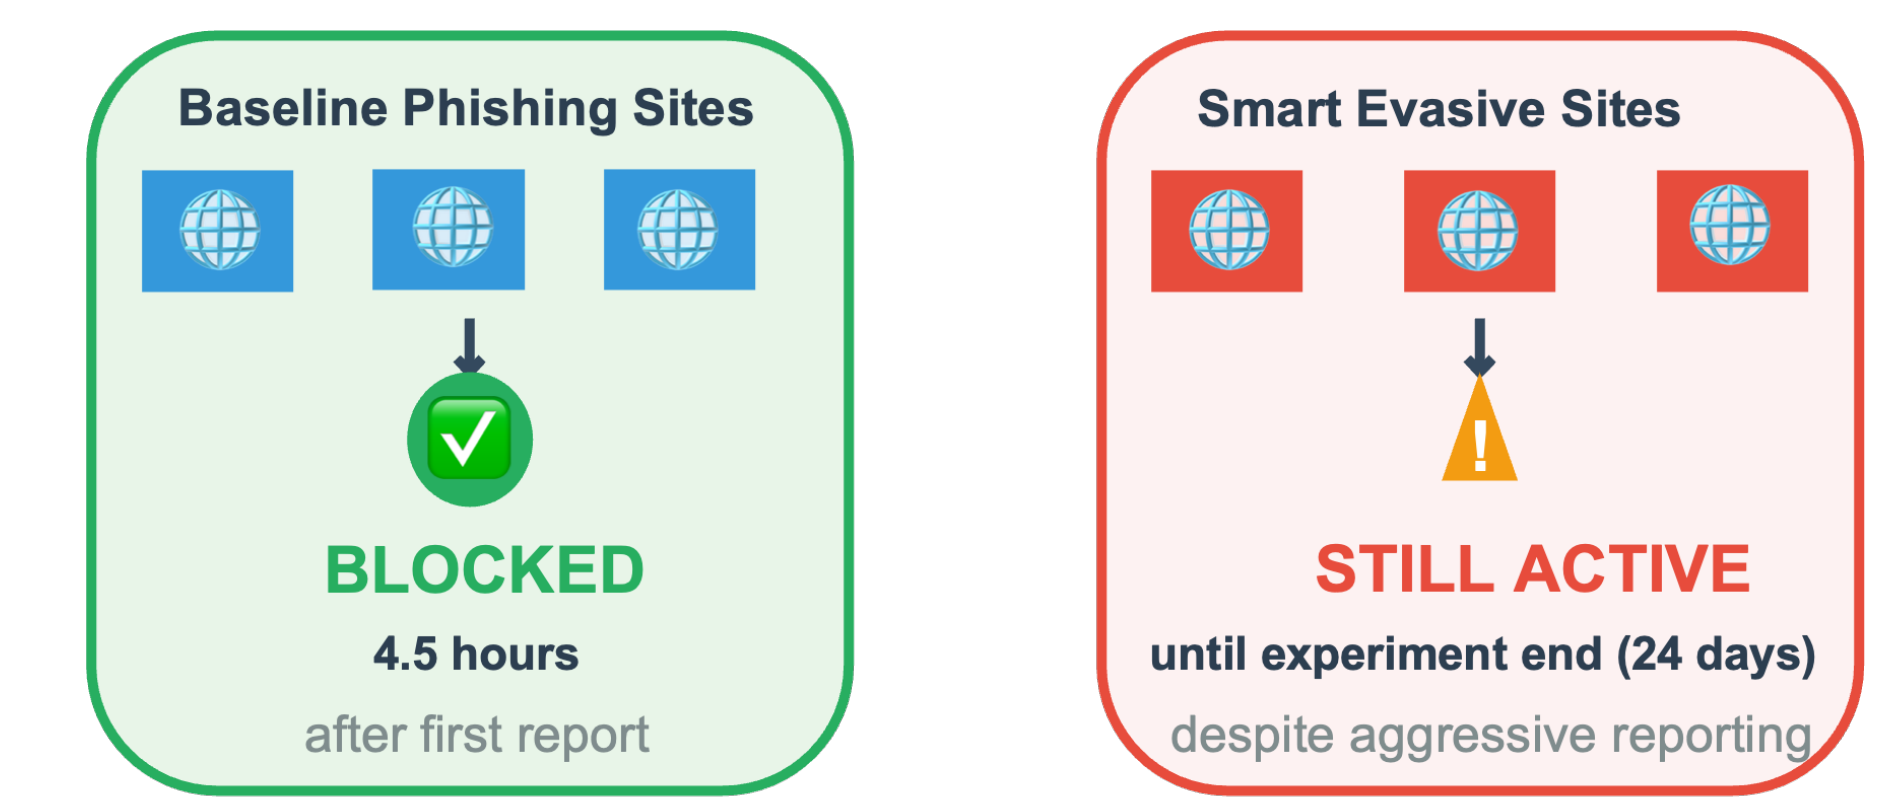 Baseline Phishing Sites
BLOCKED
4.5 hours
after first report
Smart Evasive Sites
!
STILL ACTIVE
until experiment end (24 days)
despite aggressive reporting